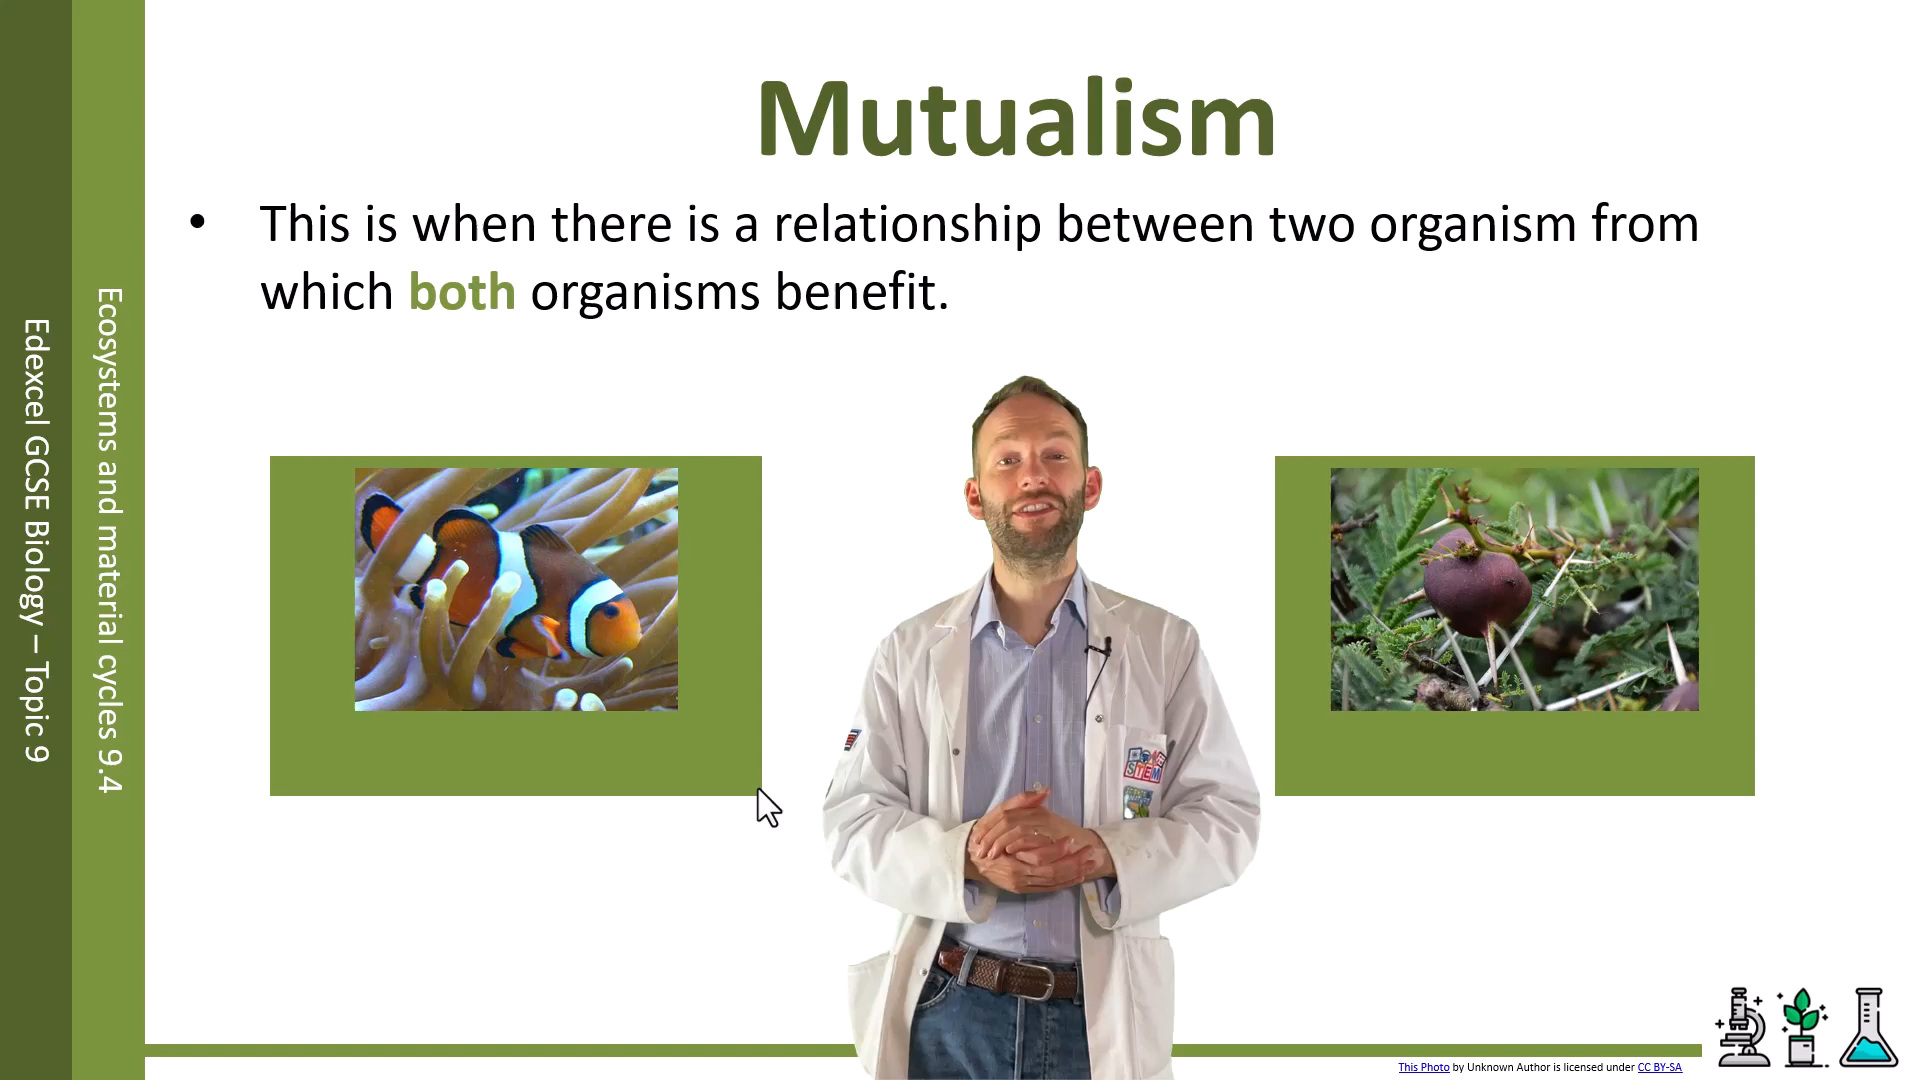 Mutualism
• This is when there is a relationship between two organism from
which both organisms benefit.
Ecosystems and material cycles 9.4
Edexcel GCSE Biology – Topic 9
STEM
This Photo by Unknown Author is licensed under CC BY-SA